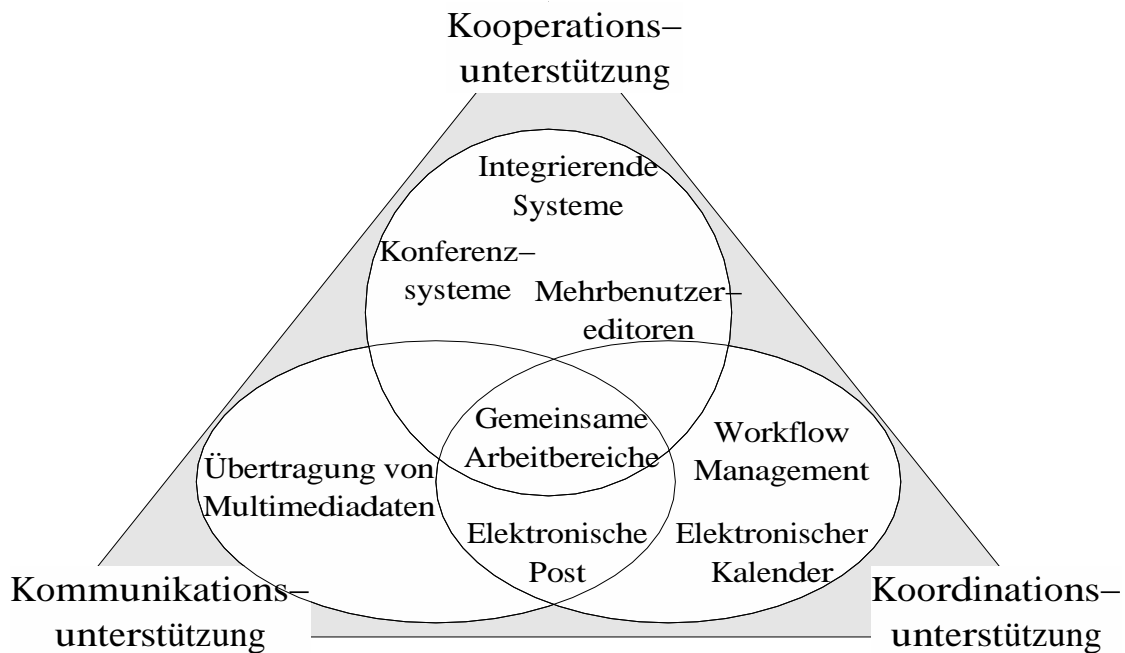 Kooperations–
unterstützung
Integrierende
Systeme
Konferenz–
systeme
Mehrbenutzer–
editoren
Gemeinsame
Arbeitbereiche
Workflow
Management
Übertragung von
Multimediadaten
Elektronische
Post
Elektronischer
Kalender
Kommunikations–
unterstützung
Koordinations–
unterstützung